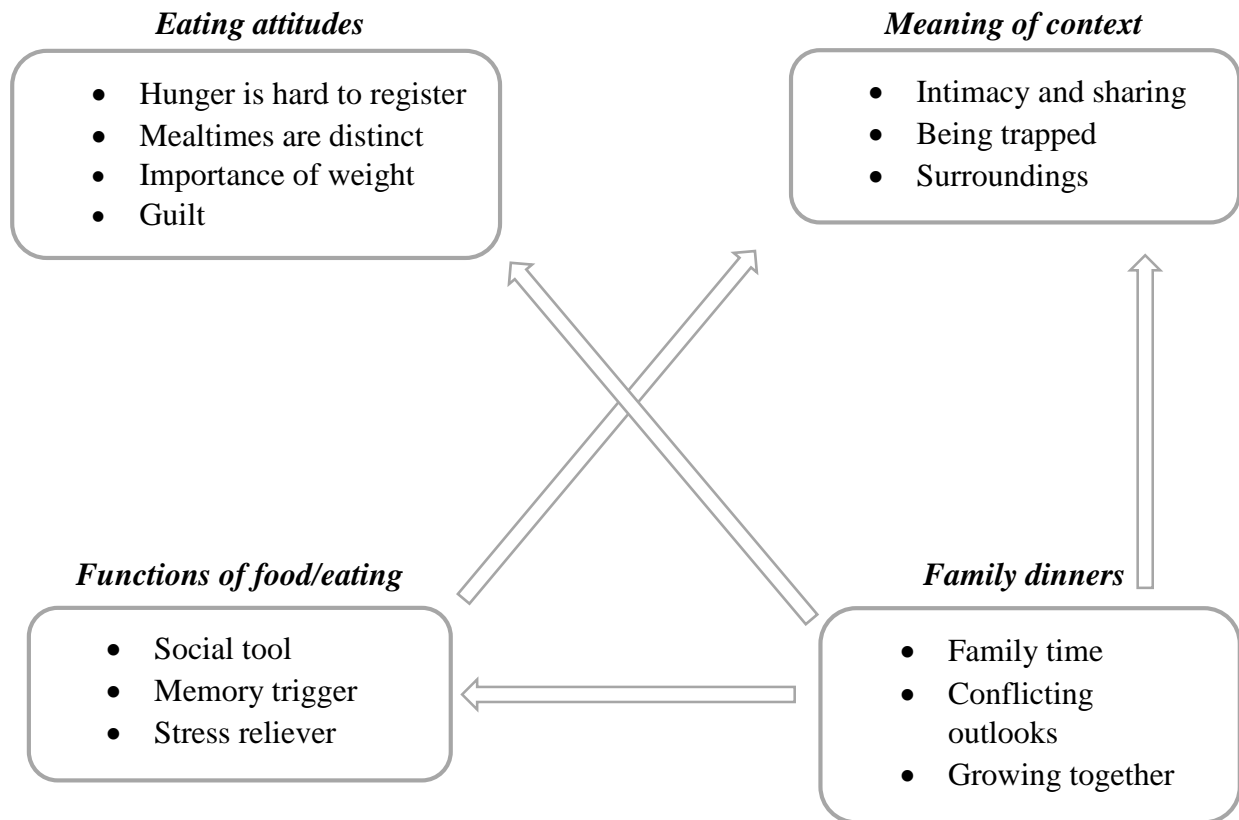 Eating attitudes
• Hunger is hard to register
• Mealtimes are distinct
• Importance of weight
• Guilt
Meaning of context
• Intimacy and sharing
• Being trapped
• Surroundings
Functions of food/eating
• Social tool
• Memory trigger
• Stress reliever
Family dinners
• Family time
• Conflicting
outlooks
• Growing together